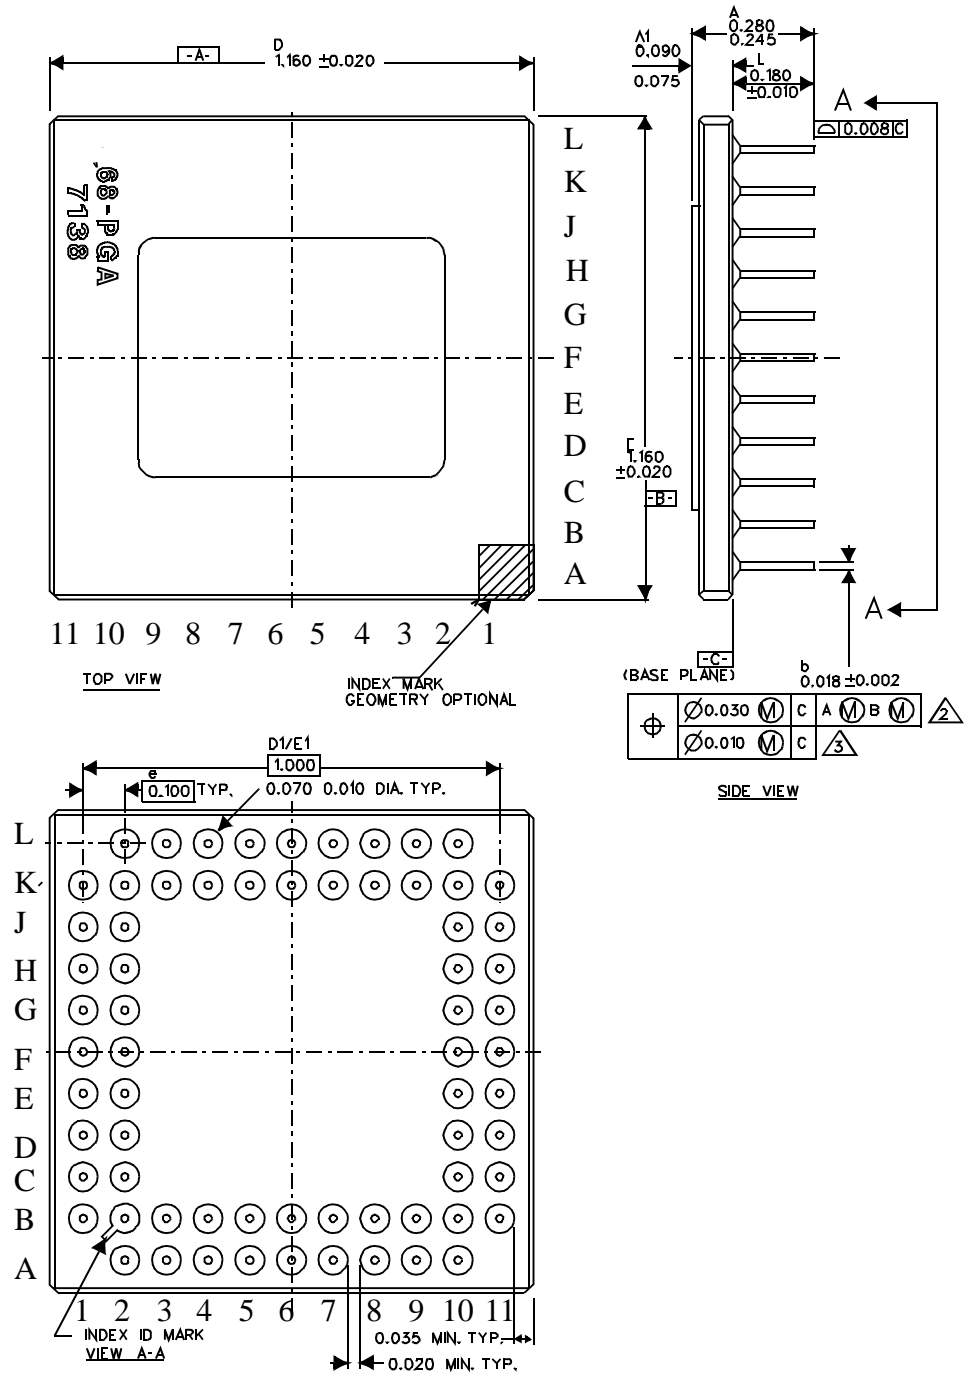 D
-A-
1.160 ±0.020
A
0.280
0.245
A1
0.090
0.075
L
0.180
±0.010
A
0.008 C
.68-PGA
7138
L
K
J
H
G
F
E
D
C
B
A
1.160
±0.020
-B-
A
11 10 9 8 7 6 5 4 3 2 1
TOP VIEW
INDEX MARK
GEOMETRY OPTIONAL
-C-
(BASE PLANE)
b
0.018 ±0.002
Ø0.030 Ⓜ C A Ⓜ B Ⓜ 2
Ø0.010 Ⓜ C 3
SIDE VIEW
D1/E1
1.000
e
0.100 TYP.
0.070 0.010 DIA. TYP.
L
K
J
H
G
F
E
D
C
B
A
1 2 3 4 5 6 7 8 9 10 11
INDEX ID MARK
VIEW A-A
0.035 MIN. TYP.
0.020 MIN. TYP.